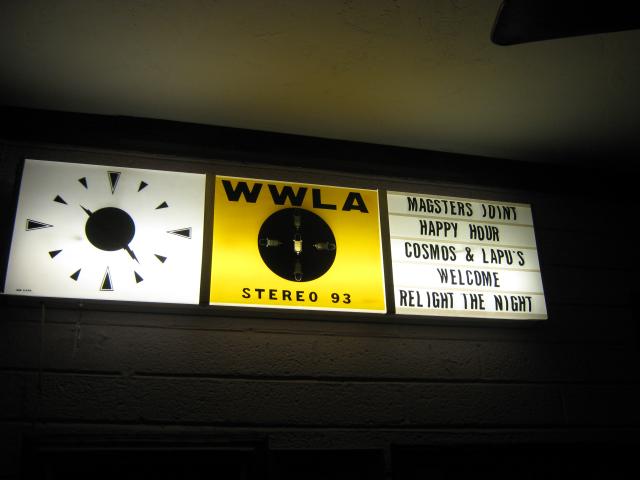 WWLA
STEREO 93
MAGSTERS JOINT
HAPPY HOUR
COSMOS & LAPU'S
WELCOME
RELIGHT THE NIGHT